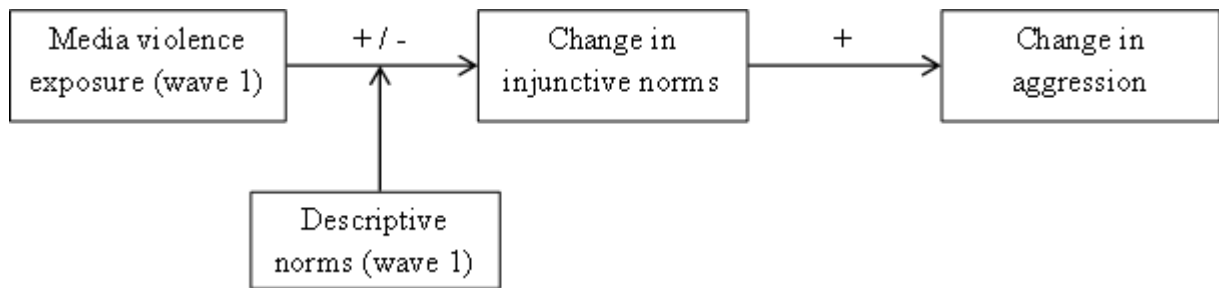 Media violence
exposure (wave 1)
+ / -
Change in
injunctive norms
+
Change in
aggression
Descriptive
norms (wave 1)